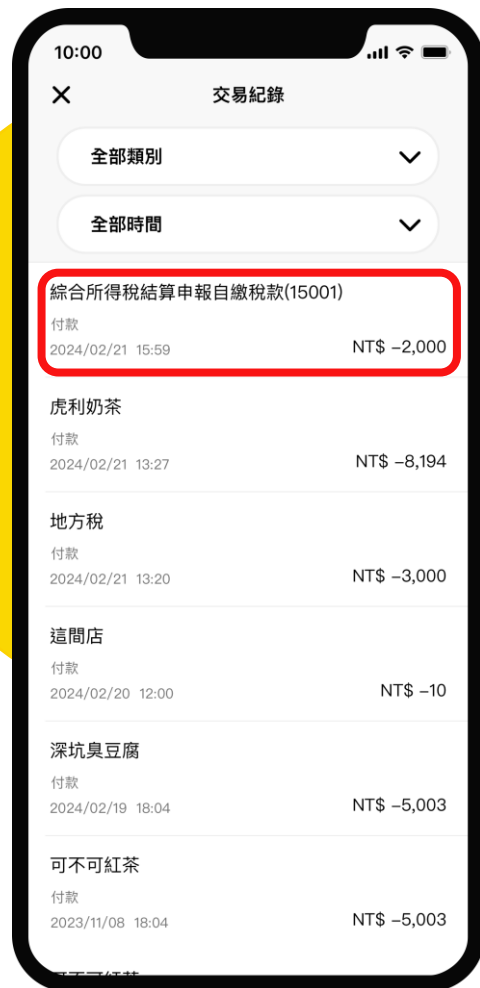 10:00
交易紀錄
全部類別
全部時間
綜合所得稅結算申報自繳稅款(15001)
付款
2024/02/21 15:59 NT$ −2,000
虎利奶茶
付款
2024/02/21 13:27 NT$ −8,194
地方稅
付款
2024/02/21 13:20 NT$ −3,000
這間店
付款
2024/02/20 12:00 NT$ −10
深坑臭豆腐
付款
2024/02/19 18:04 NT$ −5,003
可不可紅茶
付款
2023/11/08 18:04 NT$ −5,003